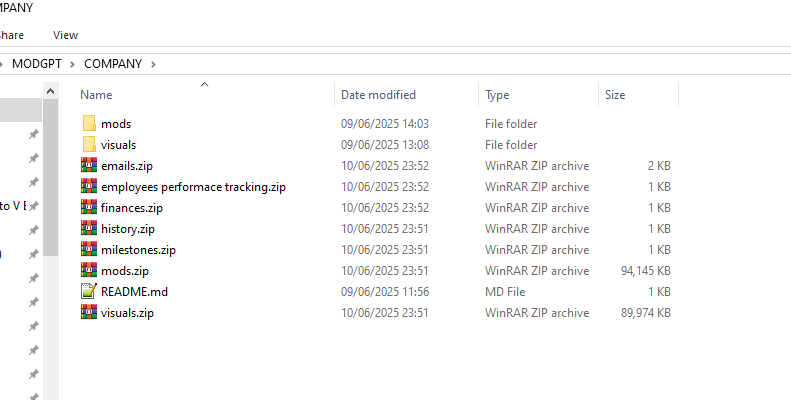 MPANY
hare View
MODGPT > COMPANY >
Name Date modified Type Size
mods 09/06/2025 14:03 File folder
visuals 09/06/2025 13:08 File folder
emails.zip 10/06/2025 23:52 WinRAR ZIP archive 2 KB
employees performace tracking.zip 10/06/2025 23:52 WinRAR ZIP archive 1 KB
to V E
finances.zip 10/06/2025 23:52 WinRAR ZIP archive 1 KB
history.zip 10/06/2025 23:51 WinRAR ZIP archive 1 KB
milestones.zip 10/06/2025 23:51 WinRAR ZIP archive 1 KB
)
mods.zip 10/06/2025 23:51 WinRAR ZIP archive 94,145 KB
README.md 09/06/2025 11:56 MD File 1 KB
visuals.zip 10/06/2025 23:51 WinRAR ZIP archive 89,974 KB